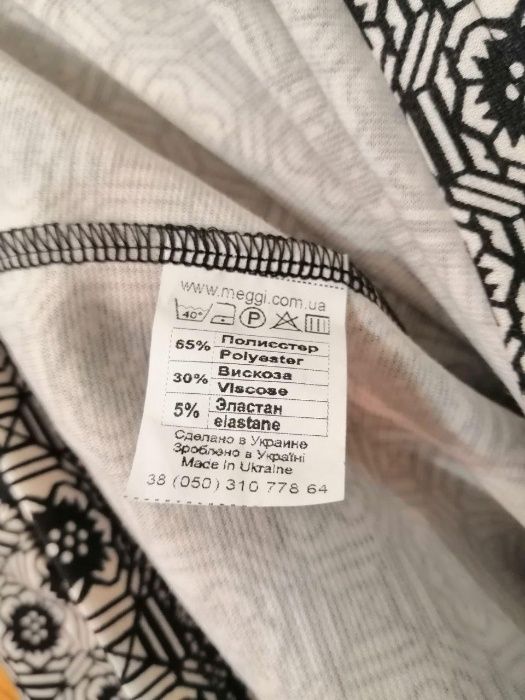 www.meggi.com.ua
40° P
65% Полиэстер
Polyester
30% Вискоза
Viscose
5% Эластан
elastane
Сделано в Украине
Зроблено в Україні
Made in Ukraine
38 (050) 310 778 64